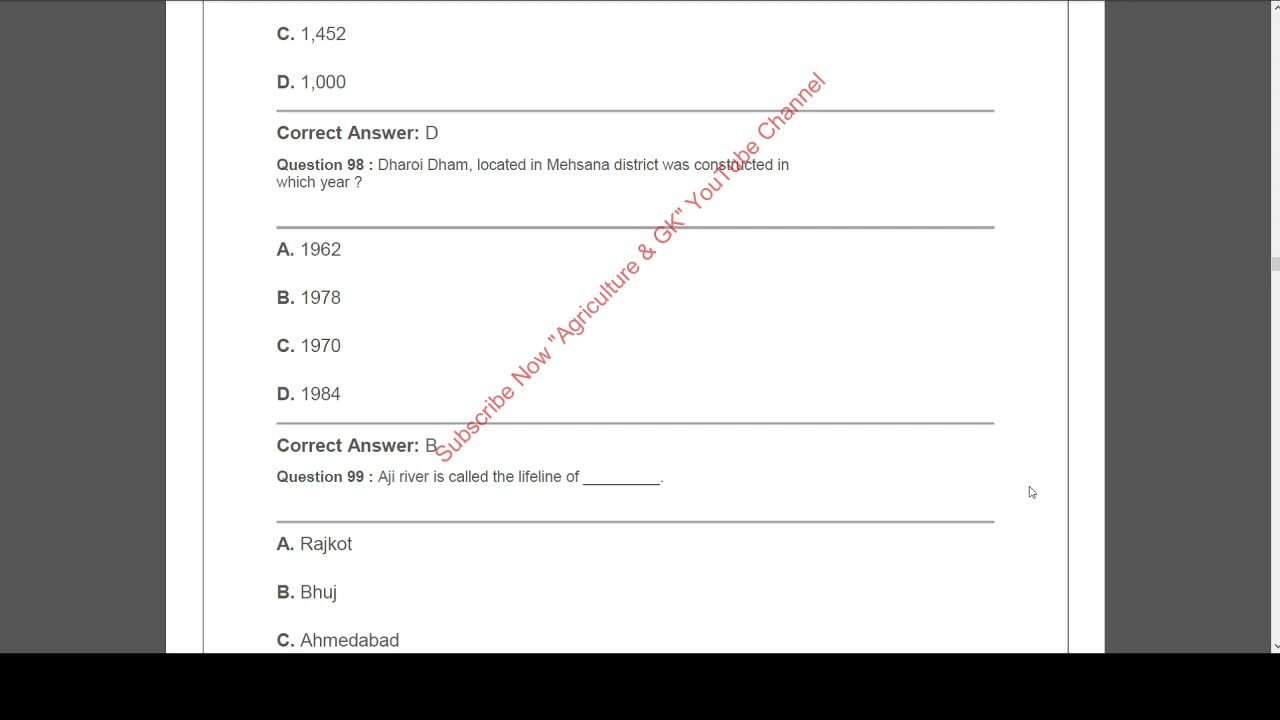 C. 1,452
D. 1,000
Correct Answer: D
Question 98 : Dharoi Dham, located in Mehsana district was constructed in
which year ?
A. 1962
B. 1978
C. 1970
D. 1984
Correct Answer: B
Question 99 : Aji river is called the lifeline of _________.
A. Rajkot
B. Bhuj
C. Ahmedabad
Subscribe Now "Agriculture & GK" YouTube Channel